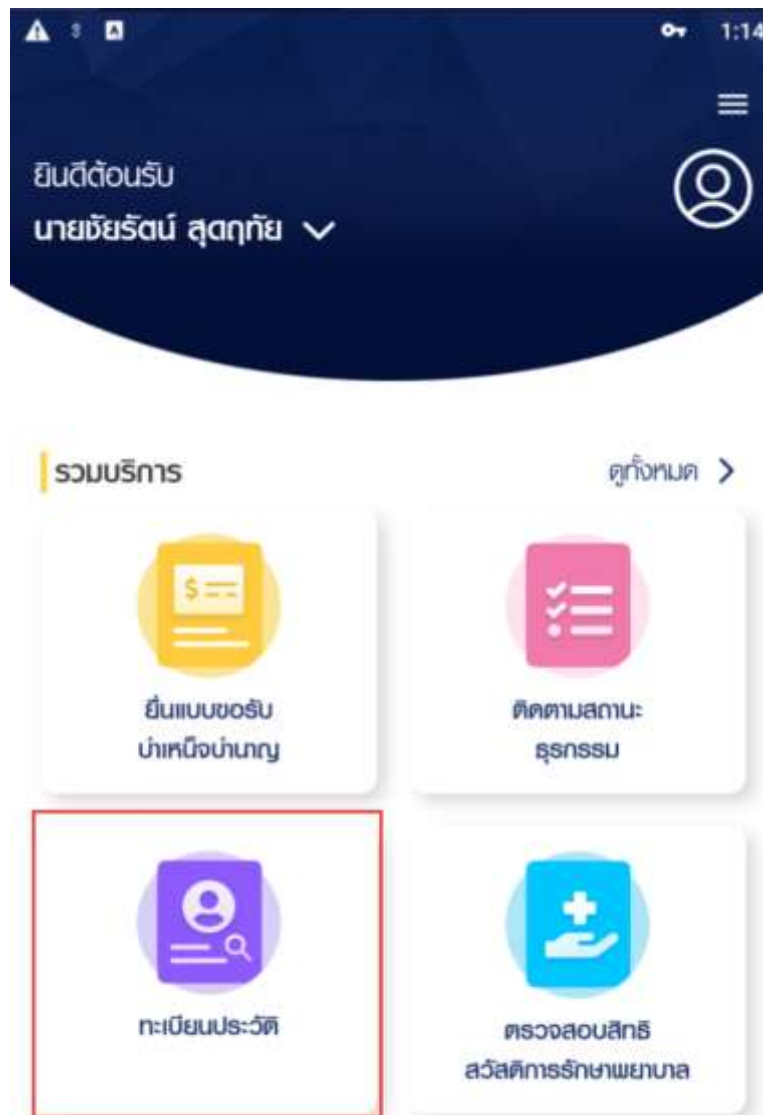 1:14
ยินดีต้อนรับ
นายชัยรัตน์ สุดฤทัย
รวมบริการ
ดูทั้งหมด
ยื่นแบบขอรับ
บำเหน็จบำนาญ
ติดตามสถานะ
ธุรกรรม
ทะเบียนประวัติ
ตรวจสอบสิทธิ
สวัสดิการรักษาพยาบาล